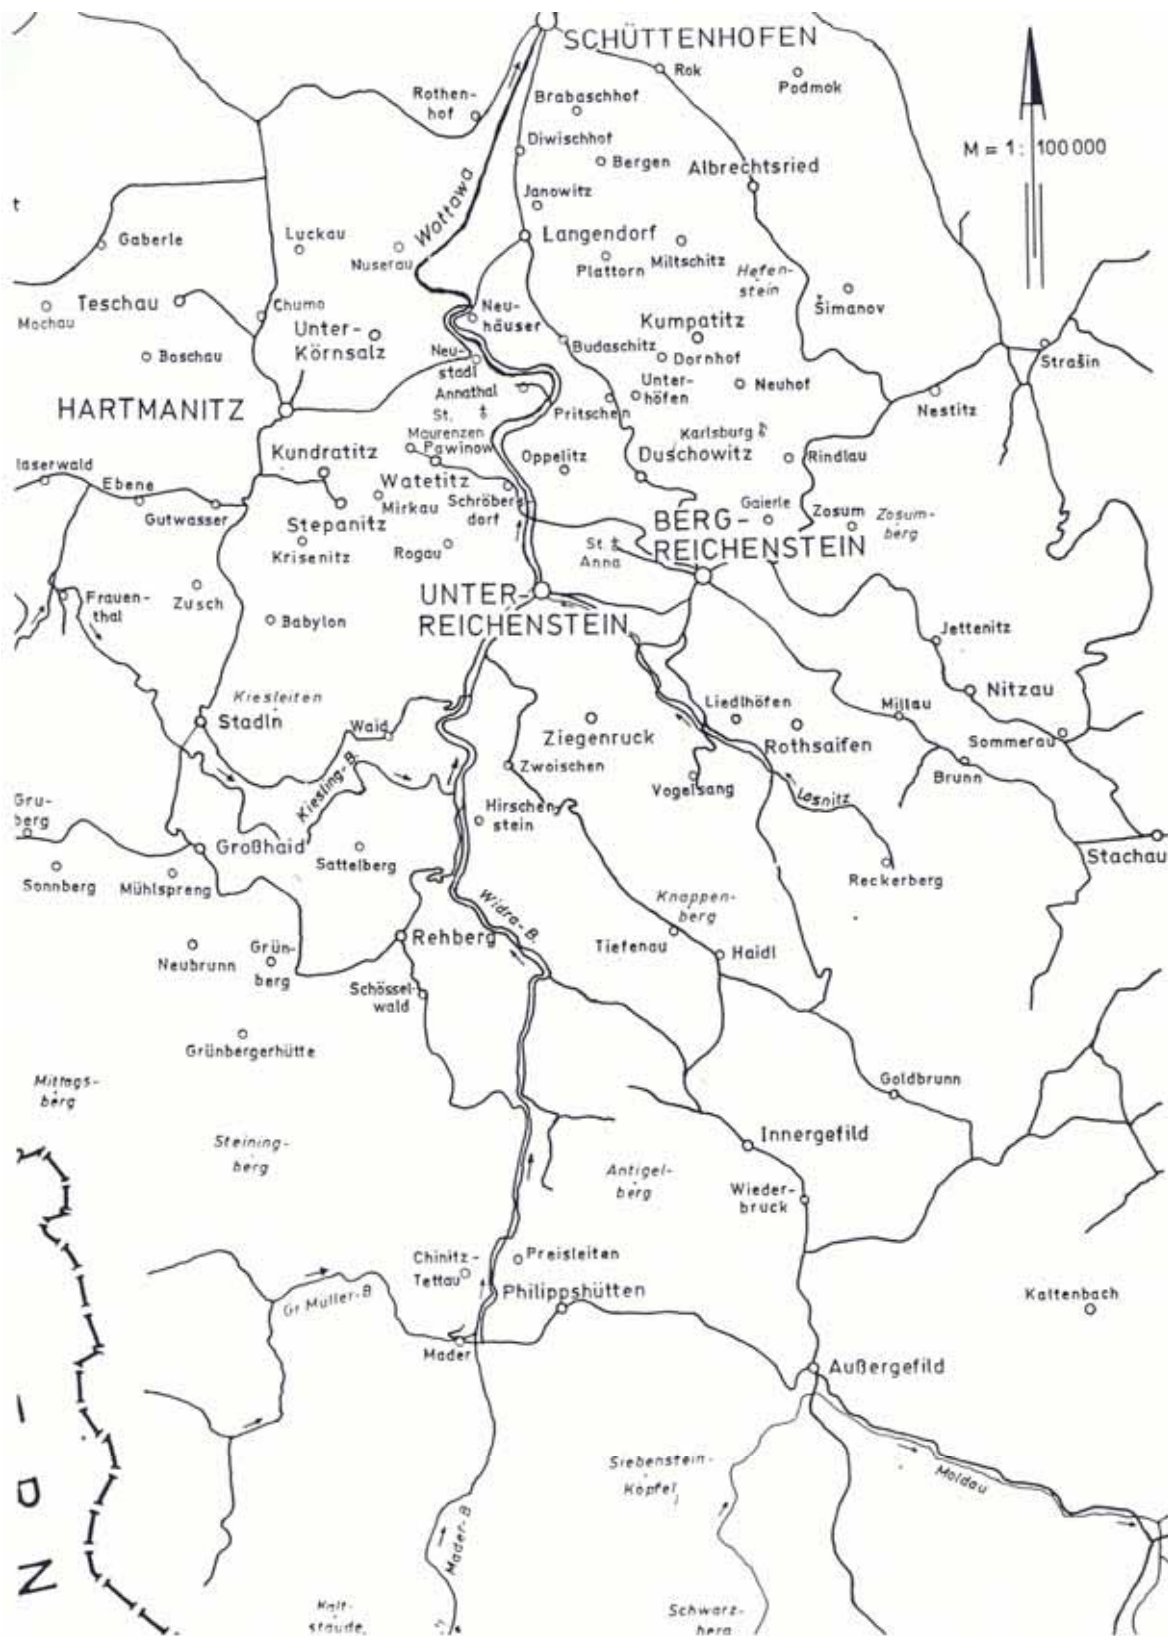 SCHÜTTENHOFEN
Rok
Podmok
Rothen-
hof
Brabaschhof
Diwischhof
Bergen
Albrechtsried
M = 1 : 100 000
Wottawa
Janowitz
t
Gaberle
Luckau
Nuserau
Langendorf
Plattorn
Miltschitz
Hefen-
stein
Šimanov
Teschau
Mochau
Chumo
Neu-
häuser
Unter-
Körnsalz
Kumpatitz
Budaschitz
Dornhof
Boschau
Neu-
stadl
Strašin
Annathal
Unter-
höfen
Neuhof
Nestitz
HARTMANITZ
St.
Maurenzen
Pritschen
Karlsburg
Pawinow
Kundratitz
Oppelitz
Duschowitz
Rindlau
laserwald
Ebene
Gutwasser
Watetitz
Mirkau
Schröbers-
dorf
Stepanitz
Gaierle
Zosum
Zosum-
berg
BERG-
REICHENSTEIN
Krisenitz
Rogau
St.
Anna
Frauen-
thal
Zusch
Babylon
UNTER-
REICHENSTEIN
Jettenitz
Kiesleiten
Stadln
Waid
Liedlhöfen
Millau
Nitzau
Ziegenruck
Rothsaifen
Sommerau
Zwoischen
Brunn
Kiesling-B.
Vogelsang
Losnitz
Gru-
berg
Hirschen-
stein
Großhaid
Sattelberg
Stachau
Sonnberg
Mühlspreng
Reckerberg
Knappen-
berg
Widra-B.
Rehberg
Tiefenau
Haidl
Neubrunn
Grün-
berg
Schössel-
wald
Grünbergerhütte
Mittags-
berg
Goldbrunn
Steining-
berg
Innergefild
Antigel-
berg
Wieder-
bruck
Chinitz-
Tettau
Preisleiten
Philippshütten
Gr. Müller-B
Kaltenbach
Mader
Außergefild
Siebenstein-
Köpfel
Moldau
Mader-B
Kalt-
staude
Schwarz-
berg
N